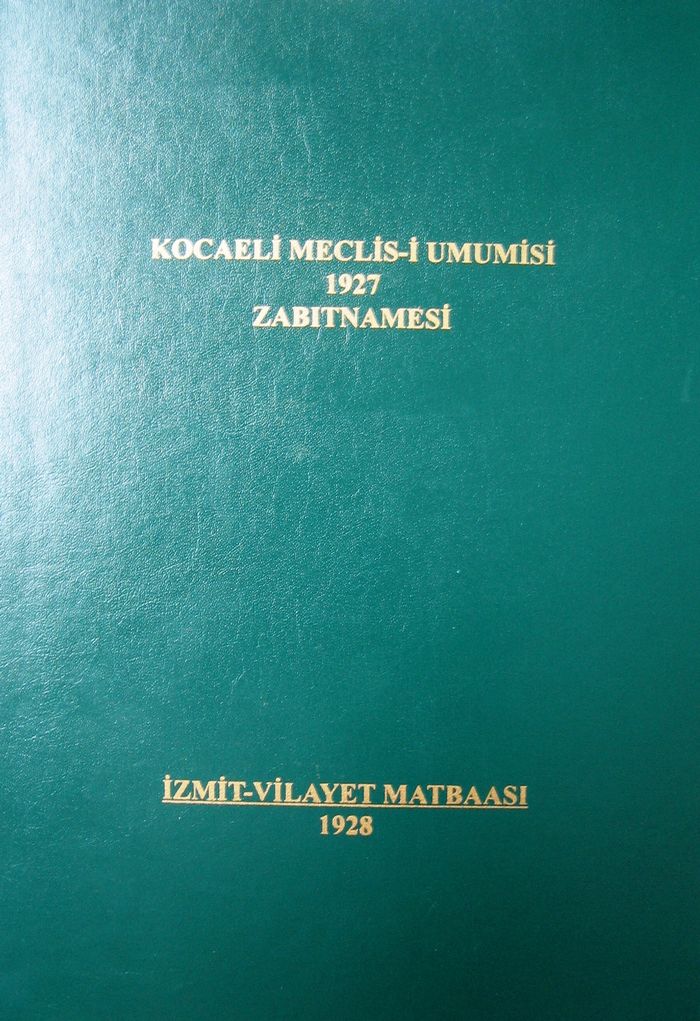 KOCAELİ MECLİS-İ UMUMİSİ
1927
ZABITNAMESİ
İZMİT-VİLAYET MATBAASI
1928